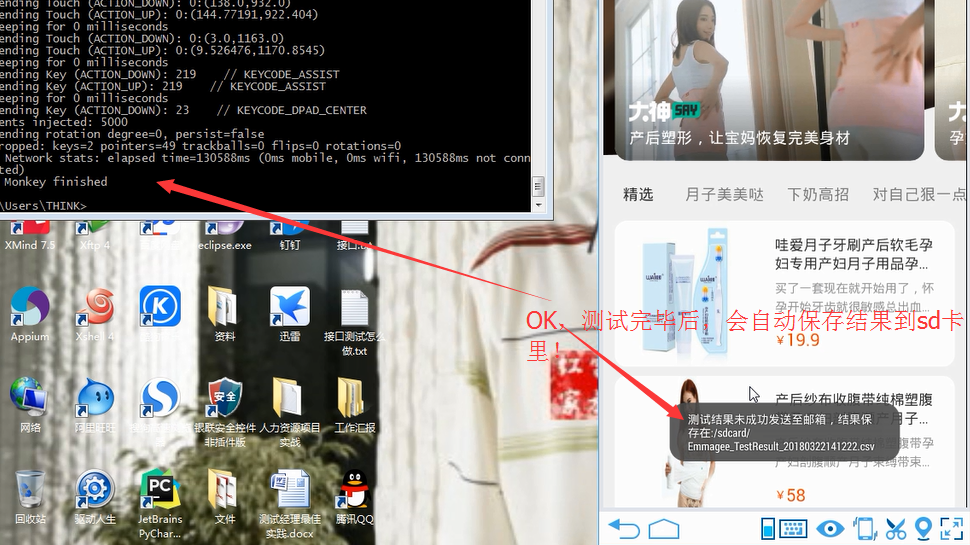 ending Touch (ACTION_DOWN): 0:(138.0,932.0)
ending Touch (ACTION_UP): 0:(144.77191,922.404)
eeping for 0 milliseconds
ending Touch (ACTION_DOWN): 0:(3.0,1163.0)
ending Touch (ACTION_UP): 0:(9.526476,1170.8545)
eeping for 0 milliseconds
ending Key (ACTION_DOWN): 219 // KEYCODE_ASSIST
ending Key (ACTION_UP): 219 // KEYCODE_ASSIST
eeping for 0 milliseconds
ending Key (ACTION_DOWN): 23 // KEYCODE_DPAD_CENTER
ents injected: 5000
ending rotation degree=0, persist=false
ropped: keys=2 pointers=49 trackballs=0 flips=0 rotations=0
Network stats: elapsed time=130588ms (0ms mobile, 0ms wifi, 130588ms not conn
ted)
Monkey finished
\Users\THINK>
XMind 7.5
Xftp 4
eclipse.exe
钉钉
接口.txt
Appium
Xshell 4
资料
迅雷
接口测试怎么
做.txt
网络
阿里旺旺
安全
银联安全控件
非插件版
人力资源项目
实战
工作汇报
回收站
驱动人生
JetBrains
PyChar...
文件
测试经理最佳
实践.docx
腾讯QQ
OK，测试完毕后，会自动保存结果到sd卡
里！
大神SAY
产后塑形，让宝妈恢复完美身材
孕
精选
月子美美哒
下奶高招
对自己狠一点
哇爱月子牙刷产后软毛孕
妇专用产妇月子用品孕...
买了一套现在就开始用了，怀
孕开始牙齿就很敏感总出血
¥19.9
产后纱布收腹带纯棉塑腹
测试结果未成功发送至邮箱，结果保
存在:/sdcard/
Emmagee_TestResult_20180322141222.csv
¥58